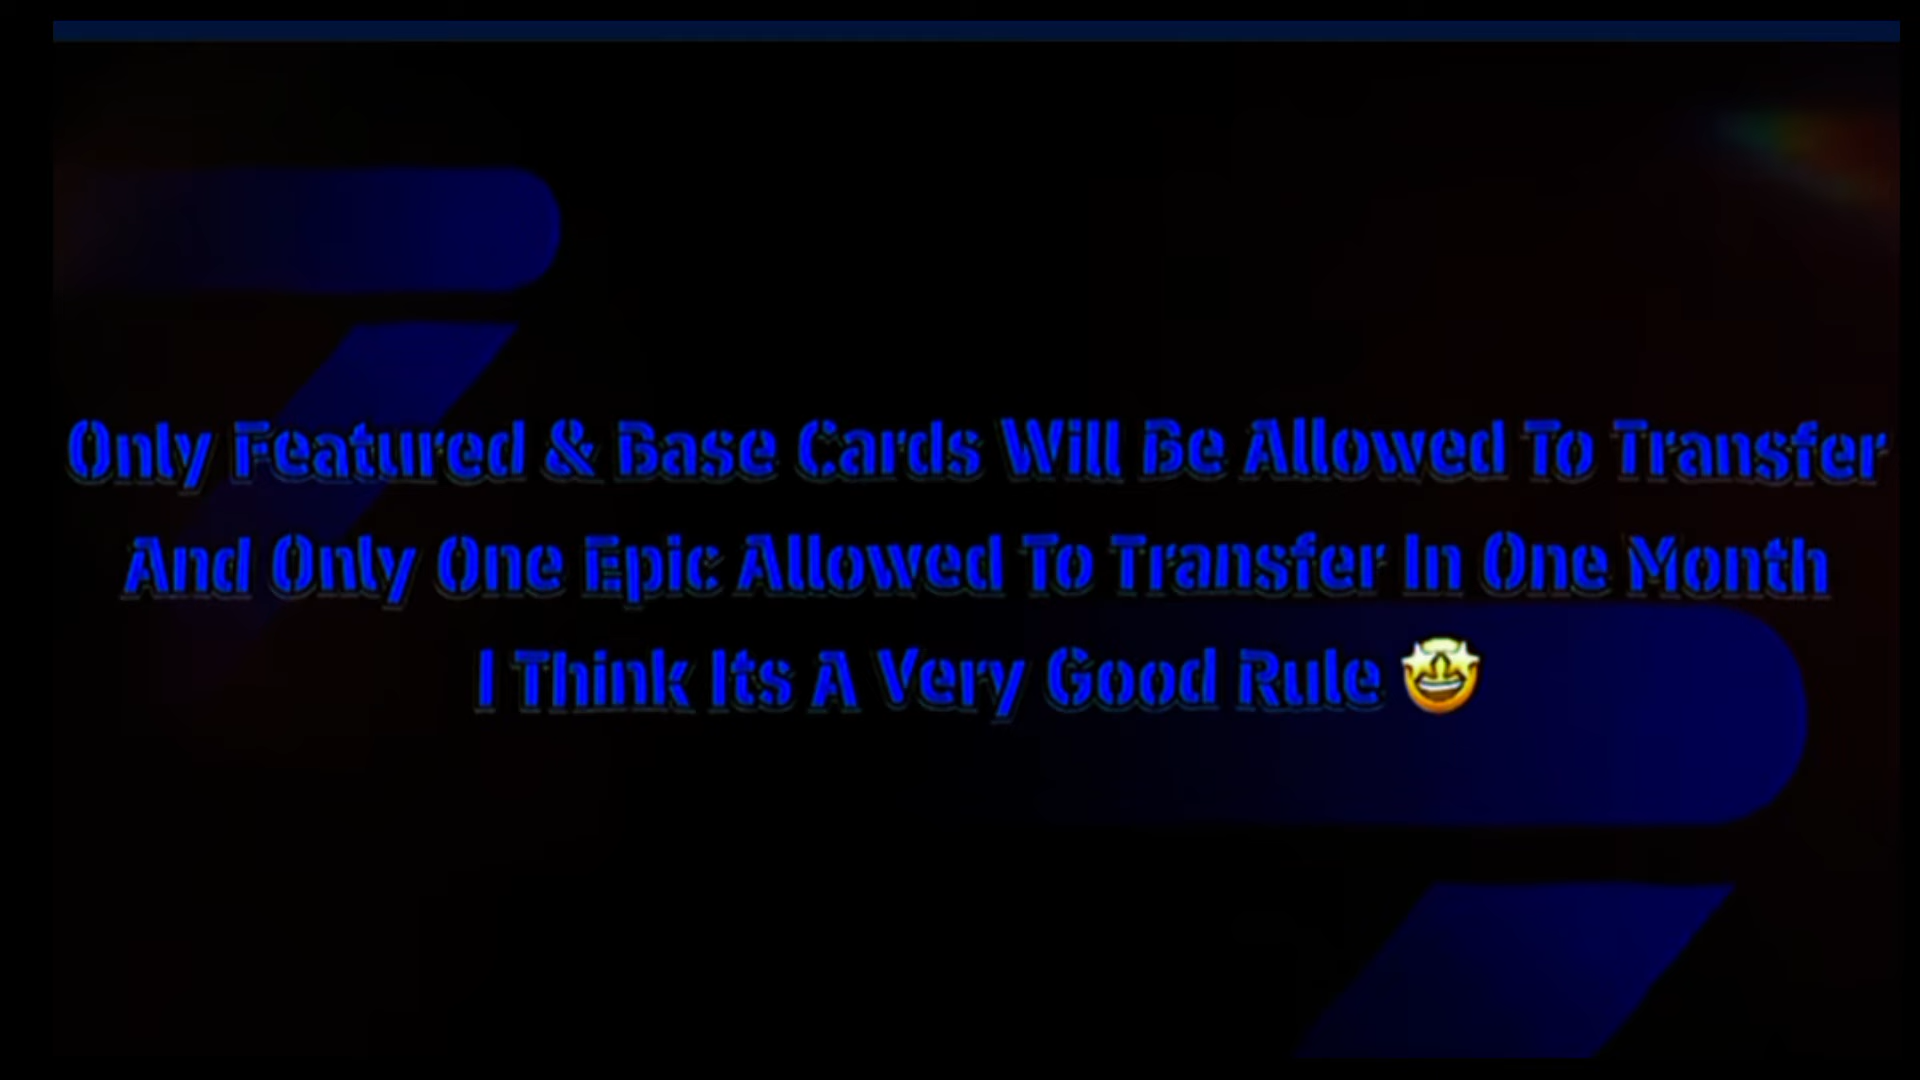 Only Featured & Base Cards Will Be Allowed To Transfer
And Only One Epic Allowed To Transfer In One Month
I Think Its A Very Good Rule 🤩